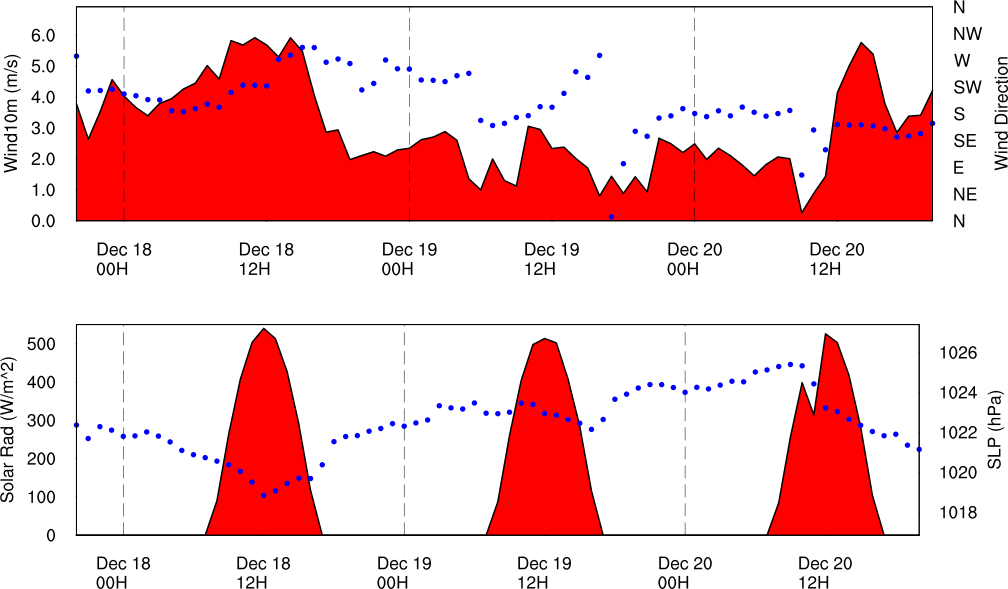 N
6.0
NW
5.0
W
4.0
SW
3.0
S
2.0
SE
1.0
E
0.0
NE
N
Wind10m (m/s)
Wind Direction
Dec 18
00H
Dec 18
12H
Dec 19
00H
Dec 19
12H
Dec 20
00H
Dec 20
12H
500
400
300
200
100
0
Solar Rad (W/m^2)
1026
1024
1022
1020
1018
SLP (hPa)
Dec 18
00H
Dec 18
12H
Dec 19
00H
Dec 19
12H
Dec 20
00H
Dec 20
12H